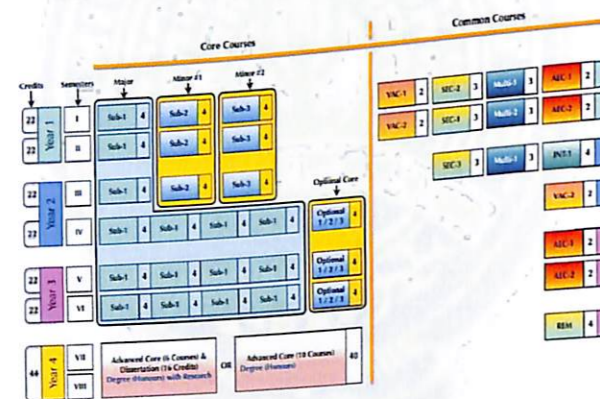 Common Courses
Core Courses
Credits Semesters Major Minor #1 Minor #2
22 Year 1 I Sub-1 4 Sub-2 4 Sub-3 4 VAC-1 2 SEC-2 3 Multi-1 3 AEC-1 2
22 II Sub-1 4 Sub-2 4 Sub-3 4 VAC-2 2 SEC-1 3 Multi-2 3 AEC-2 2
22 Year 2 III Sub-1 4 Sub-2 4 Sub-3 4 SEC-3 3 Multi-1 3 INT-1 4
Optional Core
22 IV Sub-1 4 Sub-1 4 Sub-1 4 Sub-1 4 Optional 4 VAC-2 2
1 / 2 / 3
22 Year 3 V Sub-1 4 Sub-1 4 Sub-1 4 Sub-1 4 Optional 4 AEC-1 2
1 / 2 / 3
22 VI Sub-1 4 Sub-1 4 Sub-1 4 Sub-1 4 Optional 4 AEC-2 2
1 / 2 / 3
REM 4
44 Year 4 VII
VIII
Advanced Core (6 Courses) &
Dissertation (16 Credits)
Degree (Honours) with Research
OR
Advanced Core (10 Courses) 40
Degree (Honours)